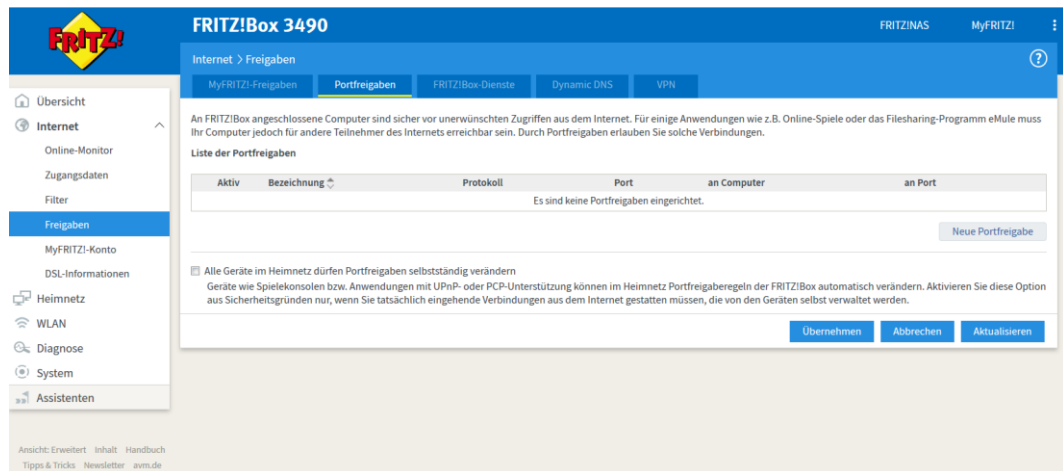 FRITZ!
FRITZ!Box 3490
FRITZ!NAS
MyFRITZ!
Internet > Freigaben
?
MyFRITZ!-Freigaben
Portfreigaben
FRITZ!Box-Dienste
Dynamic DNS
VPN
Übersicht
Internet
Online-Monitor
Zugangsdaten
Filter
Freigaben
MyFRITZ!-Konto
DSL-Informationen
Heimnetz
WLAN
Diagnose
System
Assistenten
Ansicht: Erweitert Inhalt Handbuch
Tipps & Tricks Newsletter avm.de
An FRITZ!Box angeschlossene Computer sind sicher vor unerwünschten Zugriffen aus dem Internet. Für einige Anwendungen wie z.B. Online-Spiele oder das Filesharing-Programm eMule muss
Ihr Computer jedoch für andere Teilnehmer des Internets erreichbar sein. Durch Portfreigaben erlauben Sie solche Verbindungen.
Liste der Portfreigaben
Aktiv Bezeichnung Protokoll Port an Computer an Port
Es sind keine Portfreigaben eingerichtet.
Neue Portfreigabe
Alle Geräte im Heimnetz dürfen Portfreigaben selbstständig verändern
Geräte wie Spielekonsolen bzw. Anwendungen mit UPnP- oder PCP-Unterstützung können im Heimnetz Portfreigaberegeln der FRITZ!Box automatisch verändern. Aktivieren Sie diese Option
aus Sicherheitsgründen nur, wenn Sie tatsächlich eingehende Verbindungen aus dem Internet gestatten müssen, die von den Geräten selbst verwaltet werden.
Übernehmen
Abbrechen
Aktualisieren